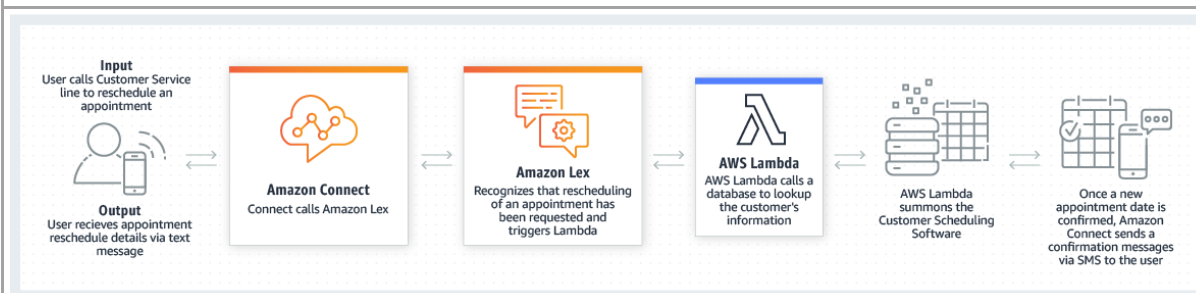 Input
User calls Customer Service
line to reschedule an
appointment
Output
User recieves appointment
reschedule details via text
message
Amazon Connect
Connect calls Amazon Lex
Amazon Lex
Recognizes that rescheduling
of an appointment has
been requested and
triggers Lambda
AWS Lambda
AWS Lambda calls a
database to lookup
the customer's
information
AWS Lambda
summons the
Customer Scheduling
Software
Once a new
appointment date is
confirmed, Amazon
Connect sends a
confirmation messages
via SMS to the user